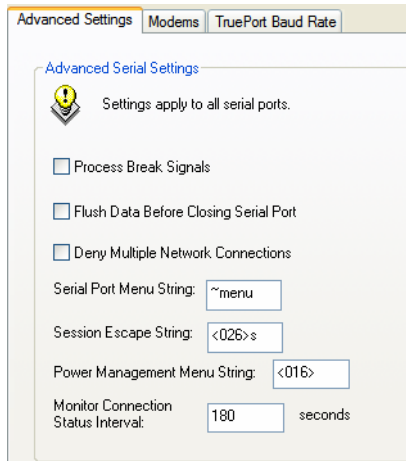 Advanced Settings Modems TruePort Baud Rate
Advanced Serial Settings
Settings apply to all serial ports.
Process Break Signals
Flush Data Before Closing Serial Port
Deny Multiple Network Connections
Serial Port Menu String: ~menu
Session Escape String: <026>s
Power Management Menu String: <016>
Monitor Connection
Status Interval: 180 seconds